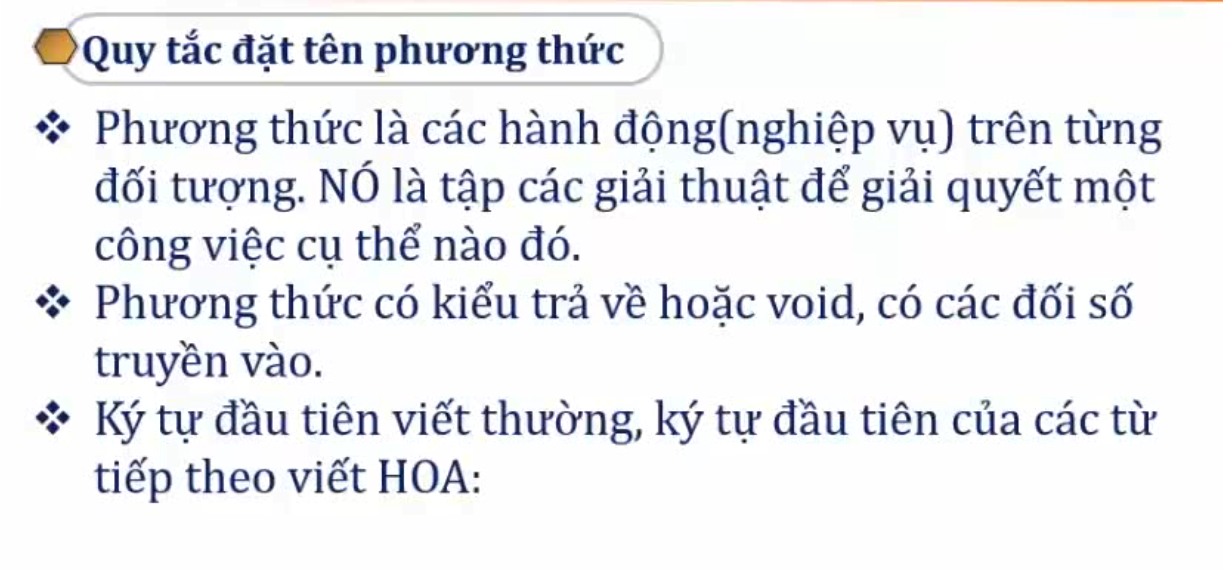 Quy tắc đặt tên phương thức
❖ Phương thức là các hành động(nghiệp vụ) trên từng
đối tượng. NÓ là tập các giải thuật để giải quyết một
công việc cụ thể nào đó.
❖ Phương thức có kiểu trả về hoặc void, có các đối số
truyền vào.
❖ Ký tự đầu tiên viết thường, ký tự đầu tiên của các từ
tiếp theo viết HOA: